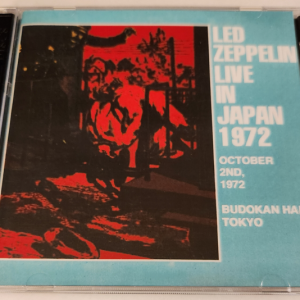 LED
ZEPPELIN
LIVE
IN
JAPAN
1972
OCTOBER
2ND,
1972
BUDOKAN HA
TOKYO